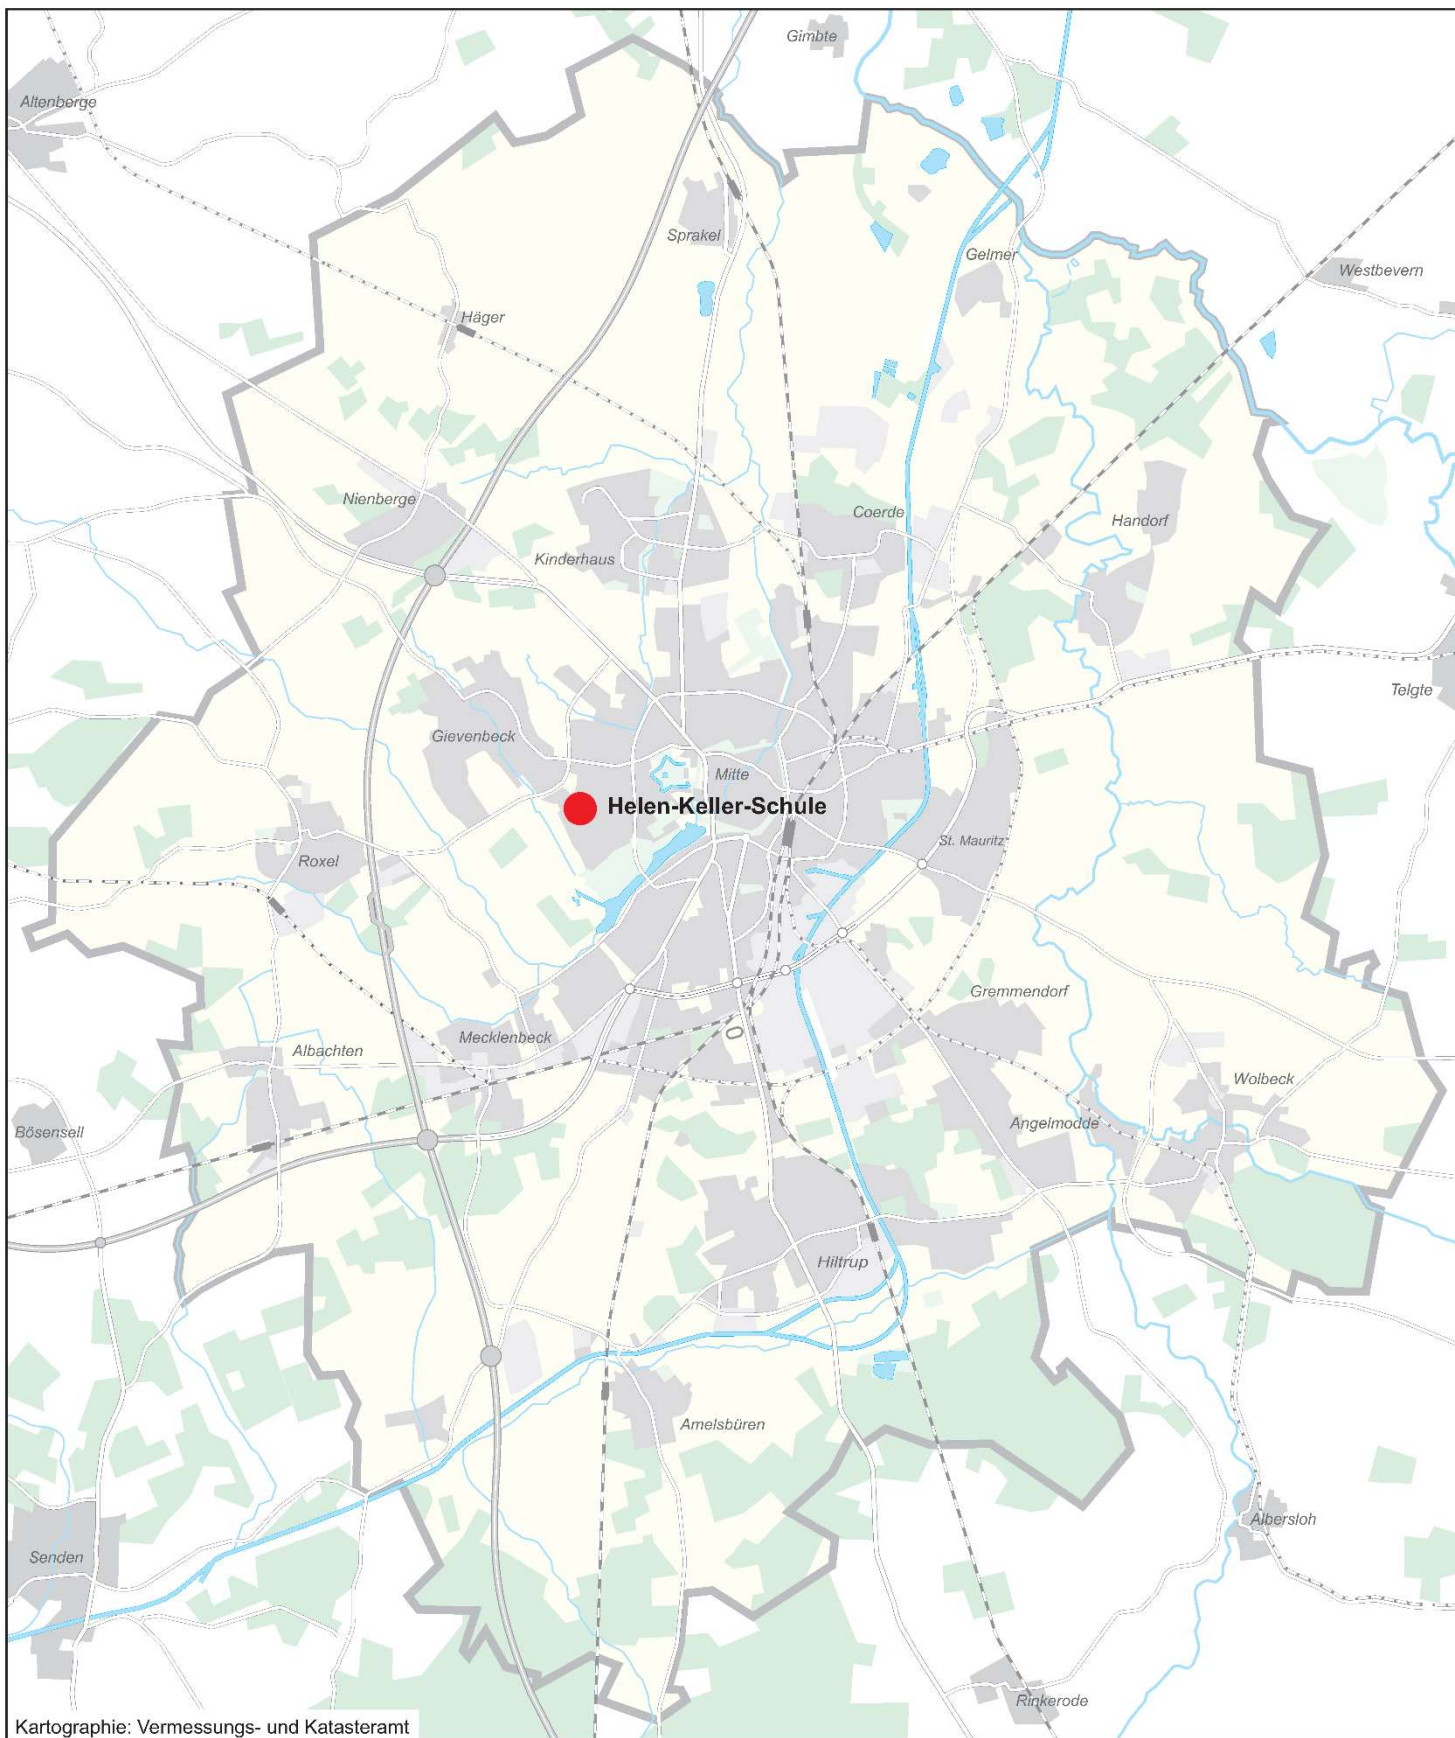 Gimbte
Altenberge
Sprakel
Gelmer
Westbevern
Häger
Nienberge
Coerde
Handorf
Kinderhaus
Telgte
Gievenbeck
Mitte
Helen-Keller-Schule
St. Mauritz
Roxel
Gremmendorf
Mecklenbeck
Albachten
Wolbeck
Angelmodde
Bösensell
Hiltrup
Amelsbüren
Albersloh
Senden
Rinkerode
Kartographie: Vermessungs- und Katasteramt